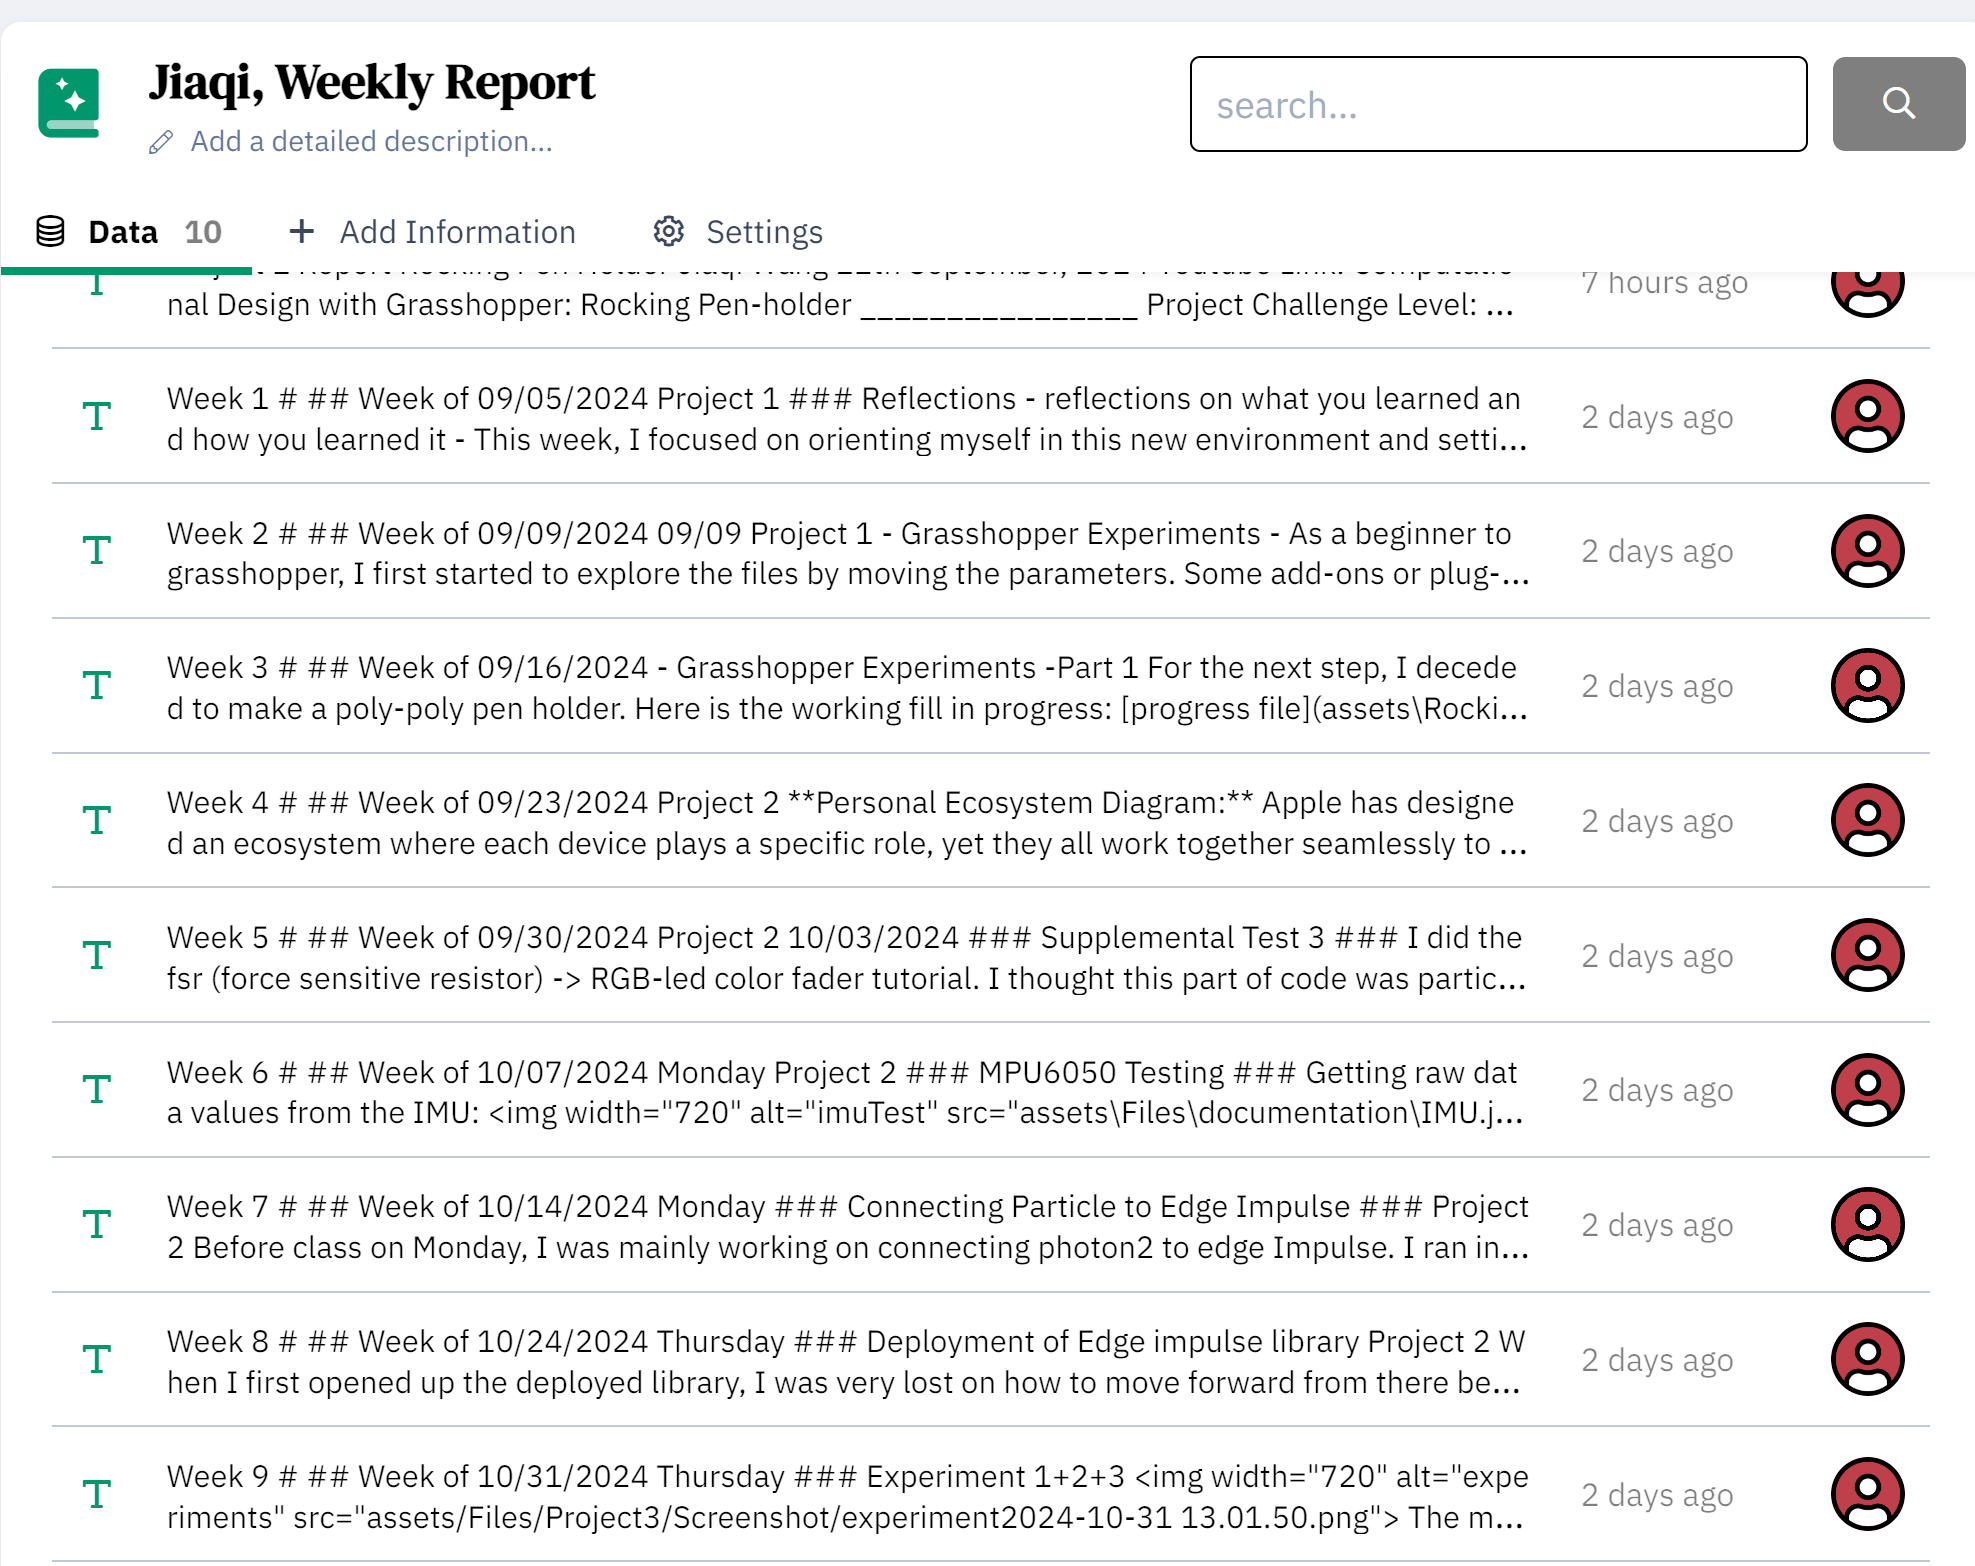 Jiaqi, Weekly Report
Add a detailed description...
search...
Data 10
Add Information
Settings
nal Design with Grasshopper: Rocking Pen-holder ________________ Project Challenge Level: ...
7 hours ago
Week 1 # ## Week of 09/05/2024 Project 1 ### Reflections - reflections on what you learned an
d how you learned it - This week, I focused on orienting myself in this new environment and setti...
2 days ago
Week 2 # ## Week of 09/09/2024 09/09 Project 1 - Grasshopper Experiments - As a beginner to
grasshopper, I first started to explore the files by moving the parameters. Some add-ons or plug-...
2 days ago
Week 3 # ## Week of 09/16/2024 - Grasshopper Experiments -Part 1 For the next step, I decede
d to make a poly-poly pen holder. Here is the working fill in progress: [progress file](assets\Rocki...
2 days ago
Week 4 # ## Week of 09/23/2024 Project 2 **Personal Ecosystem Diagram:** Apple has designe
d an ecosystem where each device plays a specific role, yet they all work together seamlessly to ...
2 days ago
Week 5 # ## Week of 09/30/2024 Project 2 10/03/2024 ### Supplemental Test 3 ### I did the
fsr (force sensitive resistor) -> RGB-led color fader tutorial. I thought this part of code was partic...
2 days ago
Week 6 # ## Week of 10/07/2024 Monday Project 2 ### MPU6050 Testing ### Getting raw dat
a values from the IMU: <img width="720" alt="imuTest" src="assets\Files\documentation\IMU.j...
2 days ago
Week 7 # ## Week of 10/14/2024 Monday ### Connecting Particle to Edge Impulse ### Project
2 Before class on Monday, I was mainly working on connecting photon2 to edge Impulse. I ran in...
2 days ago
Week 8 # ## Week of 10/24/2024 Thursday ### Deployment of Edge impulse library Project 2 W
hen I first opened up the deployed library, I was very lost on how to move forward from there be...
2 days ago
Week 9 # ## Week of 10/31/2024 Thursday ### Experiment 1+2+3 <img width="720" alt="expe
riments" src="assets/Files/Project3/Screenshot/experiment2024-10-31 13.01.50.png"> The m...
2 days ago